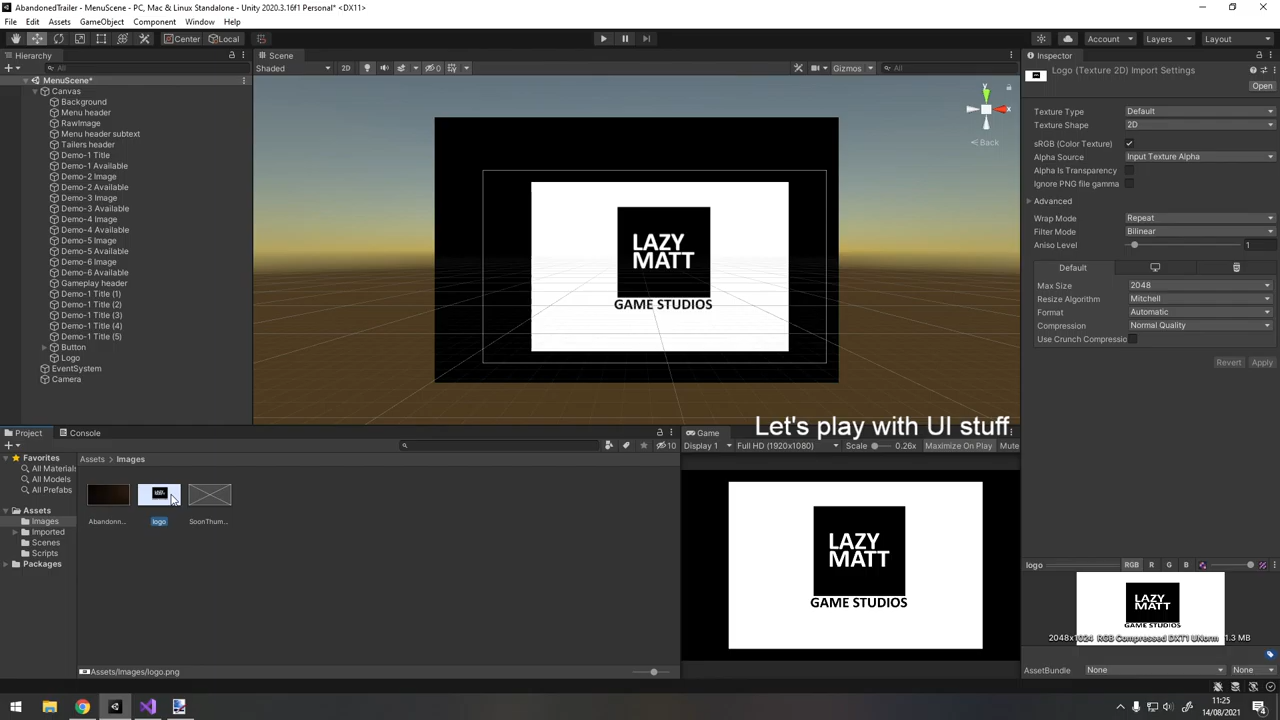 AbandonedTrailer - MenuScene - PC, Mac & Linux Standalone - Unity 2020.3.16f1 Personal* <DX11>
File Edit Assets GameObject Component Window Help
Center Local
Account Layers Layout
Hierarchy
All
MenuScene*
Canvas
Background
Menu header
RawImage
Menu header subtext
Tailers header
Demo-1 Title
Demo-1 Available
Demo-2 Image
Demo-2 Available
Demo-3 Image
Demo-3 Available
Demo-4 Image
Demo-4 Available
Demo-5 Image
Demo-5 Available
Demo-6 Image
Demo-6 Available
Gameplay header
Demo-1 Title (1)
Demo-1 Title (2)
Demo-1 Title (3)
Demo-1 Title (4)
Demo-1 Title (5)
Button
Logo
EventSystem
Camera
Scene
Shaded 2D 0 Gizmos All
y
x
Back
LAZY
MATT
GAME STUDIOS
Let's play with UI stuff
Inspector
Logo (Texture 2D) Import Settings
Open
Texture Type Default
Texture Shape 2D
sRGB (Color Texture)
Alpha Source Input Texture Alpha
Alpha Is Transparency
Ignore PNG file gamma
Advanced
Wrap Mode Repeat
Filter Mode Bilinear
Aniso Level 1
Default
Max Size 2048
Resize Algorithm Mitchell
Format Automatic
Compression Normal Quality
Use Crunch Compressio
Revert Apply
Project Console
10
Favorites
All Materials
All Models
All Prefabs
Assets
Images
Imported
Scenes
Scripts
Packages
Assets > Images
Abandonn... logo SoonThum...
Assets/Images/logo.png
Game
Display 1 Full HD (1920x1080) Scale 0.26x Maximize On Play Mute
LAZY
MATT
GAME STUDIOS
logo RGB R G B
LAZY
MATT
GAME STUDIOS
2048x1024 RGB Compressed DXT1 UNorm 1.3 MB
AssetBundle None None
11:25
14/08/2021